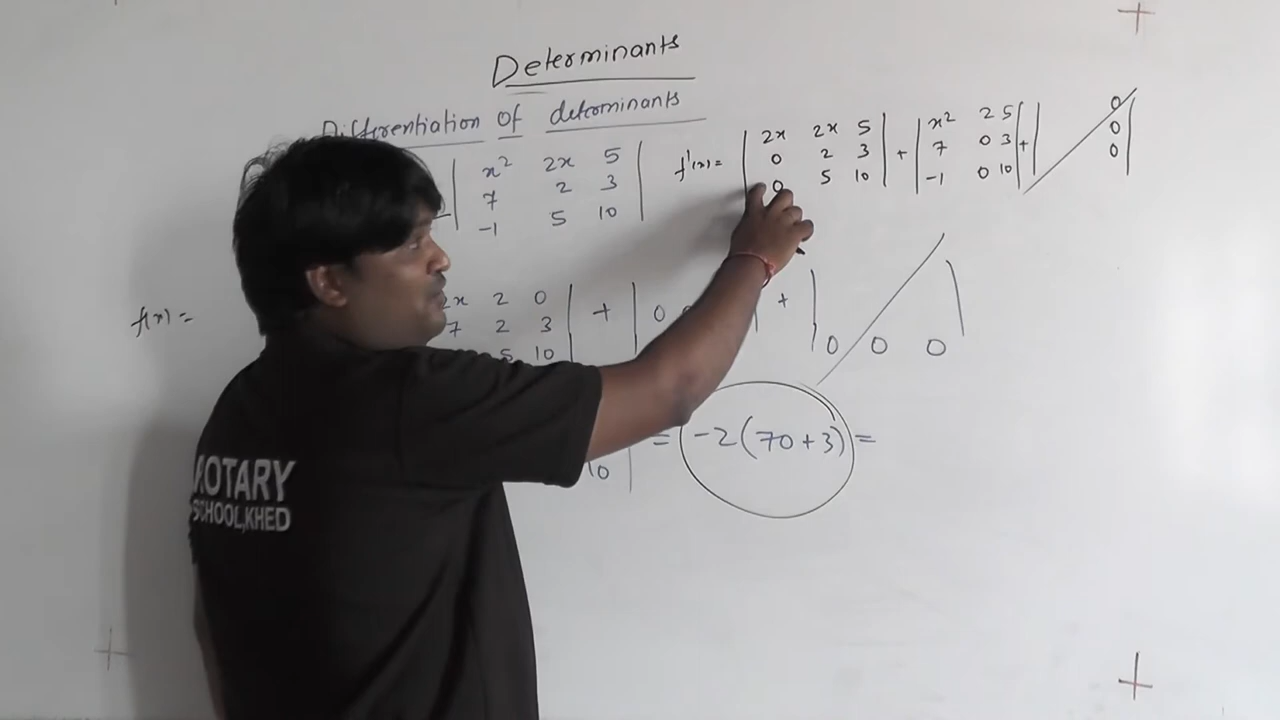 Determinants
Differentiation of determinants
x² 2x 5
7 2 3
-1 5 10
f'(x) = | 2x 2x 5 | + | x² 2 5 | + | 0 |
0 2 3 7 0 3 0
0 5 10 -1 0 10 0
f(x) =
2x 2 0 | + | 0 | + |
7 2 3
5 10 0 0 0
= -2(70+3) =
10
ROTARY
SCHOOL,KHED